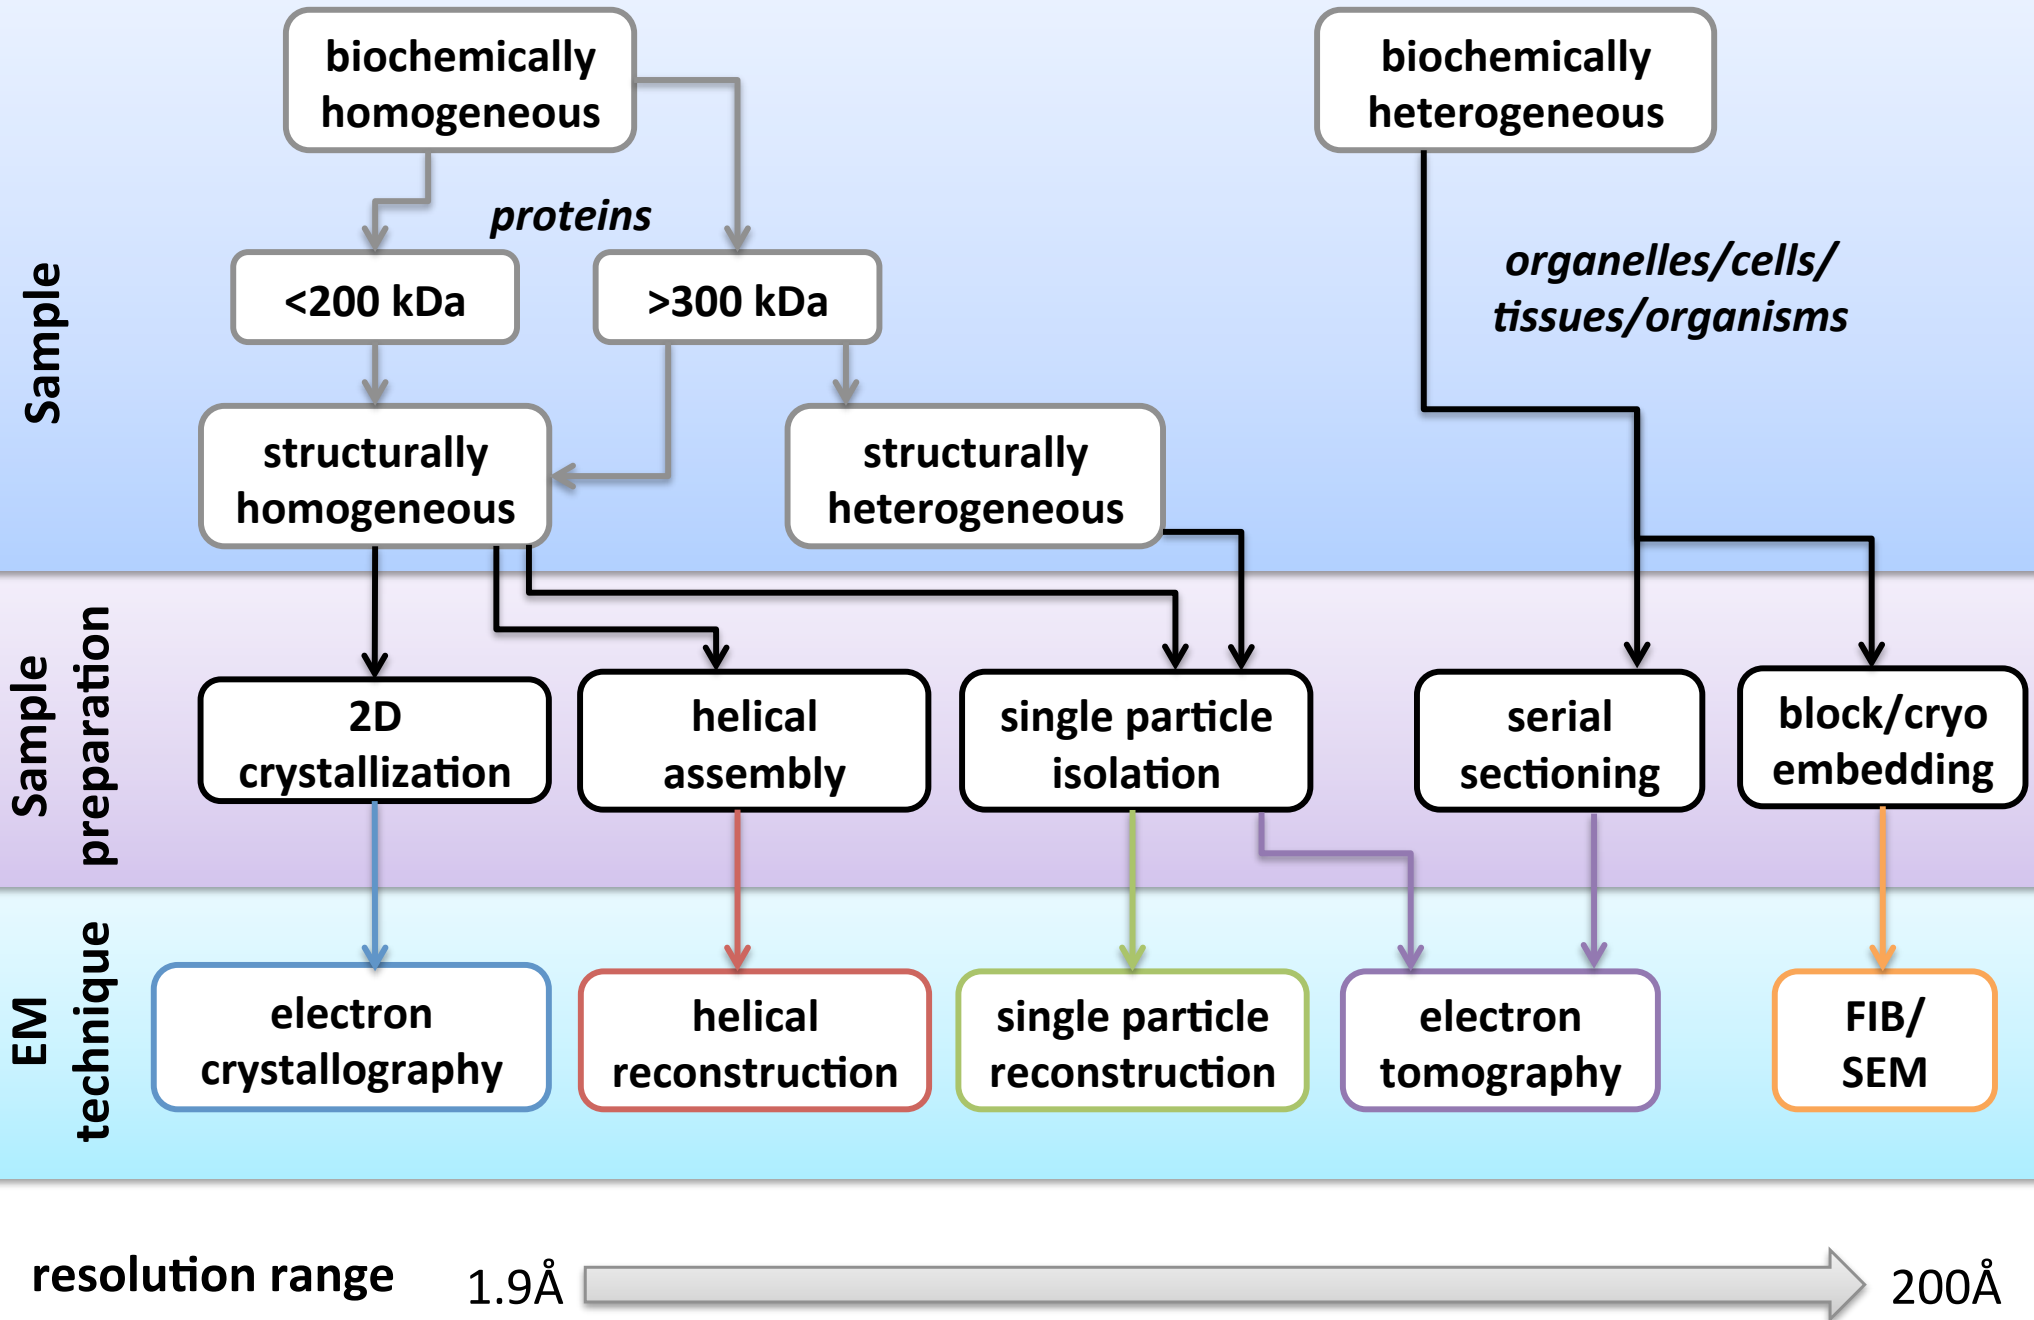 biochemically
homogeneous
biochemically
heterogeneous
proteins
organelles/cells/
tissues/organisms
Sample
<200 kDa
>300 kDa
structurally
homogeneous
structurally
heterogeneous
Sample
preparation
2D
crystallization
helical
assembly
single particle
isolation
serial
sectioning
block/cryo
embedding
EM
technique
electron
crystallography
helical
reconstruction
single particle
reconstruction
electron
tomography
FIB/
SEM
resolution range 1.9Å 200Å